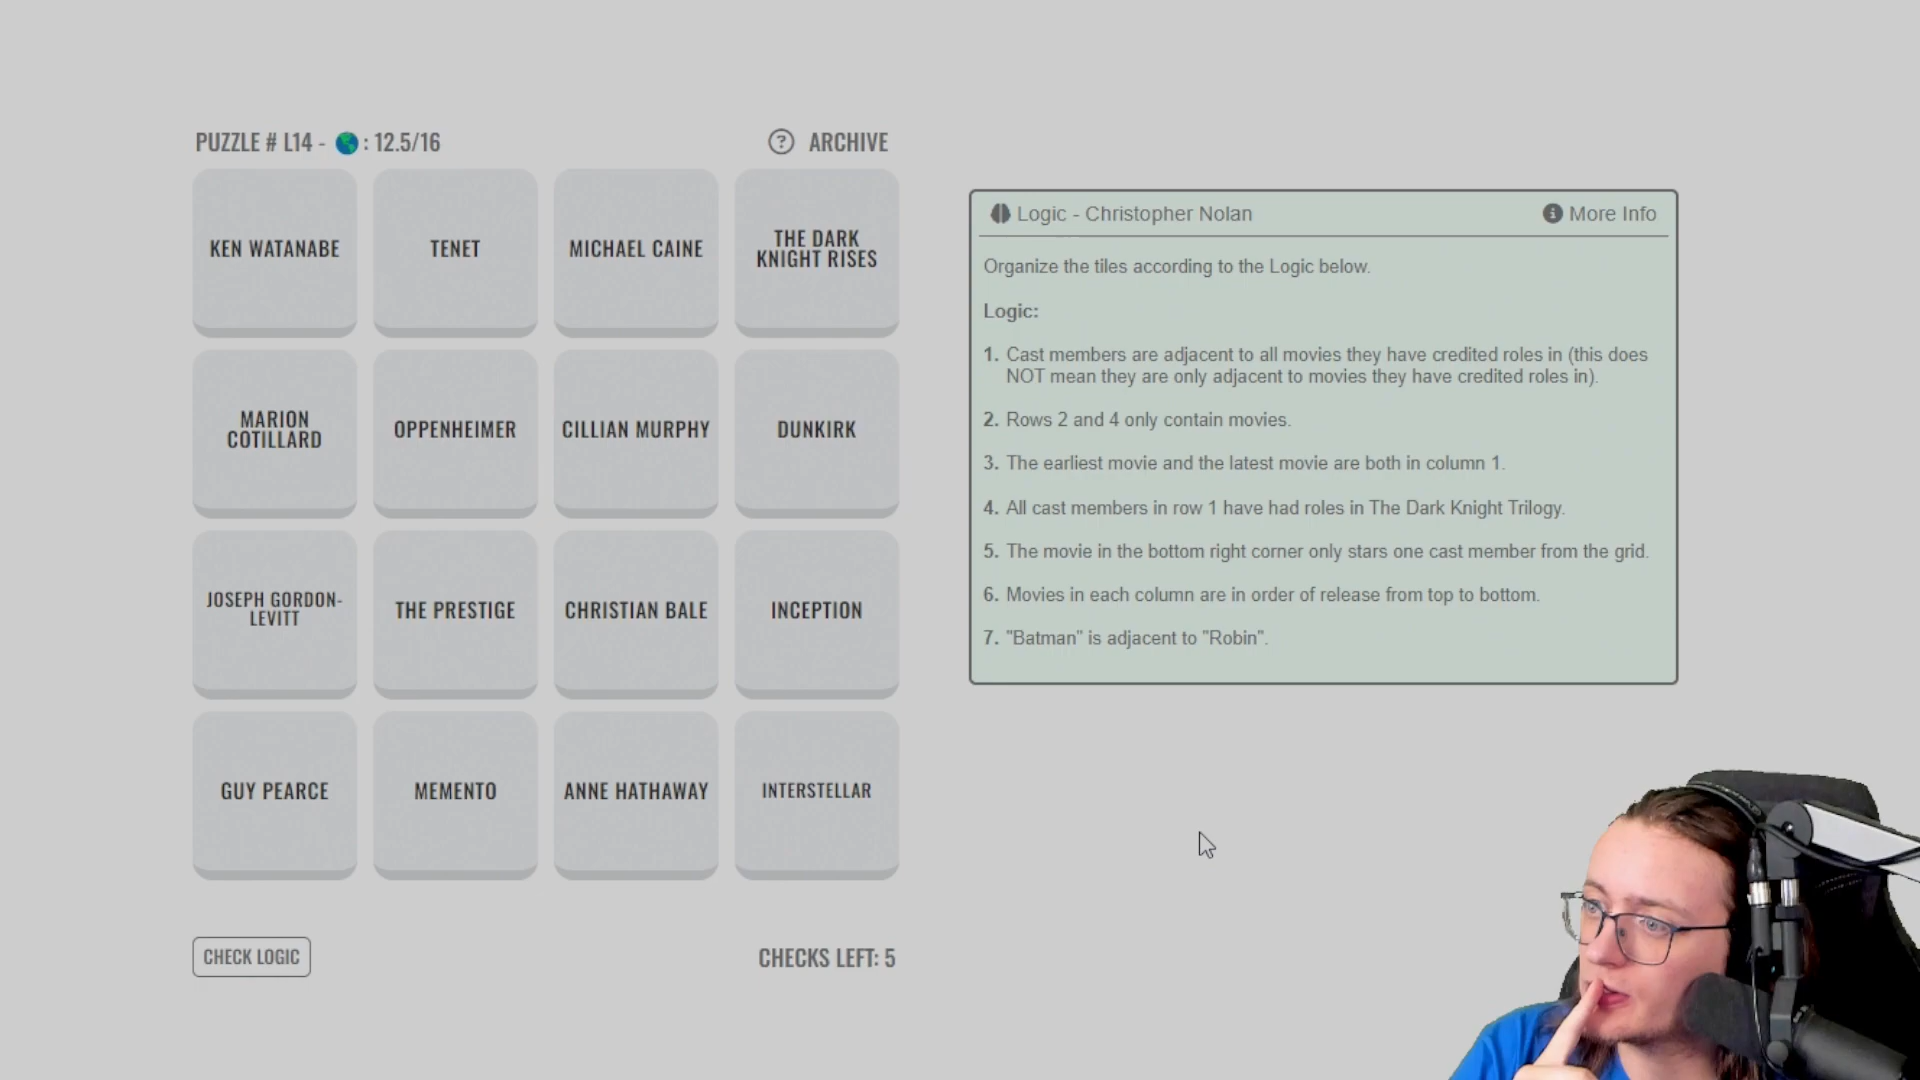 PUZZLE # L14 - : 12.5/16
? ARCHIVE
KEN WATANABE
TENET
MICHAEL CAINE
THE DARK
KNIGHT RISES
MARION
COTILLARD
OPPENHEIMER
CILLIAN MURPHY
DUNKIRK
JOSEPH GORDON-
LEVITT
THE PRESTIGE
CHRISTIAN BALE
INCEPTION
GUY PEARCE
MEMENTO
ANNE HATHAWAY
INTERSTELLAR
CHECK LOGIC
CHECKS LEFT: 5
Logic - Christopher Nolan
More Info
Organize the tiles according to the Logic below.
Logic:
1. Cast members are adjacent to all movies they have credited roles in (this does
NOT mean they are only adjacent to movies they have credited roles in).
2. Rows 2 and 4 only contain movies.
3. The earliest movie and the latest movie are both in column 1.
4. All cast members in row 1 have had roles in The Dark Knight Trilogy.
5. The movie in the bottom right corner only stars one cast member from the grid.
6. Movies in each column are in order of release from top to bottom.
7. "Batman" is adjacent to "Robin".